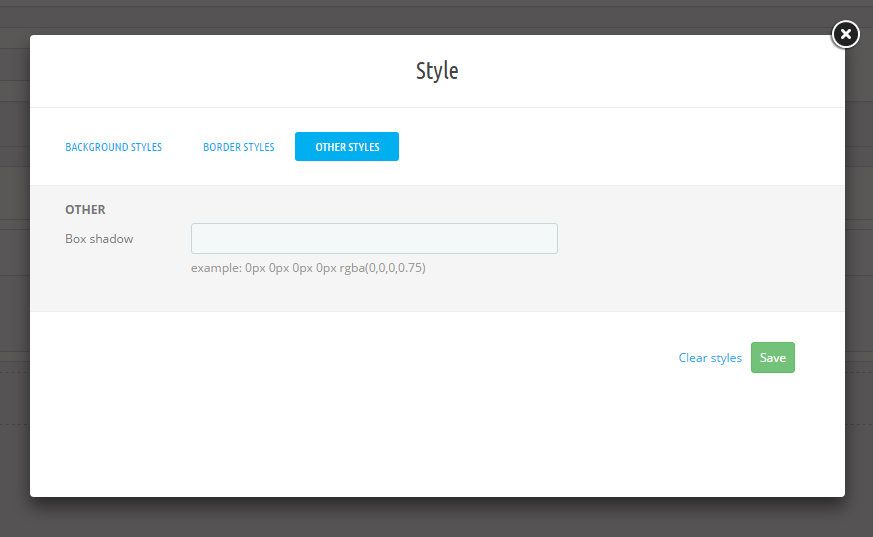 Style
BACKGROUND STYLES BORDER STYLES OTHER STYLES
OTHER
Box shadow
example: 0px 0px 0px 0px rgba(0,0,0,0.75)
Clear styles Save